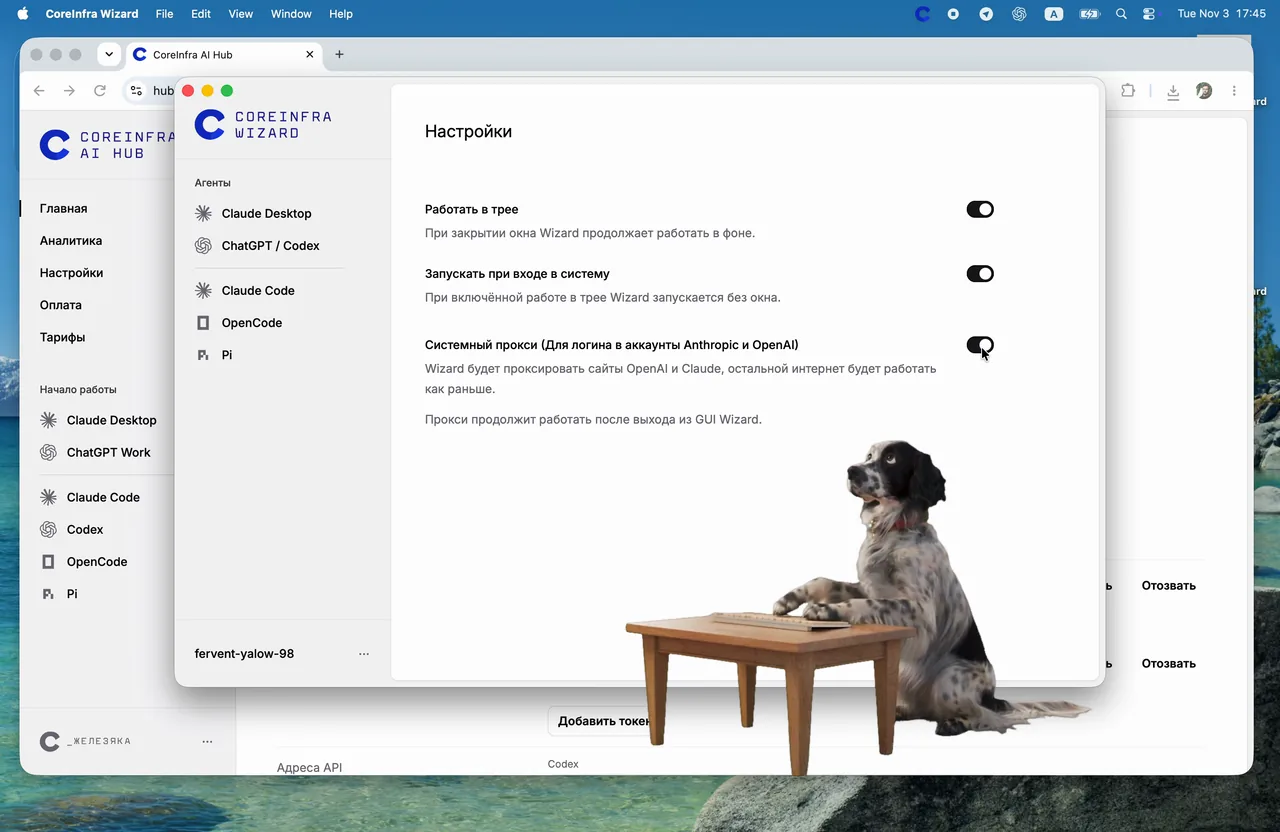 CoreInfra Wizard File Edit View Window Help
A
Tue Nov 3 17:45
CoreInfra AI Hub
hub
COREINFRA
AI HUB
Главная
Аналитика
Настройки
Оплата
Тарифы
Начало работы
Claude Desktop
ChatGPT Work
Claude Code
Codex
OpenCode
Pi
_ЖЕЛЕЗЯКА
COREINFRA
WIZARD
Агенты
Claude Desktop
ChatGPT / Codex
Claude Code
OpenCode
Pi
fervent-yalow-98
Настройки
Работать в трее
При закрытии окна Wizard продолжает работать в фоне.
Запускать при входе в систему
При включённой работе в трее Wizard запускается без окна.
Системный прокси (Для логина в аккаунты Anthropic и OpenAI)
Wizard будет проксировать сайты OpenAI и Claude, остальной интернет будет работать
как раньше.
Прокси продолжит работать после выхода из GUI Wizard.
ь Отозвать
ь Отозвать
Добавить токен
Адреса API
Codex
rd
rd